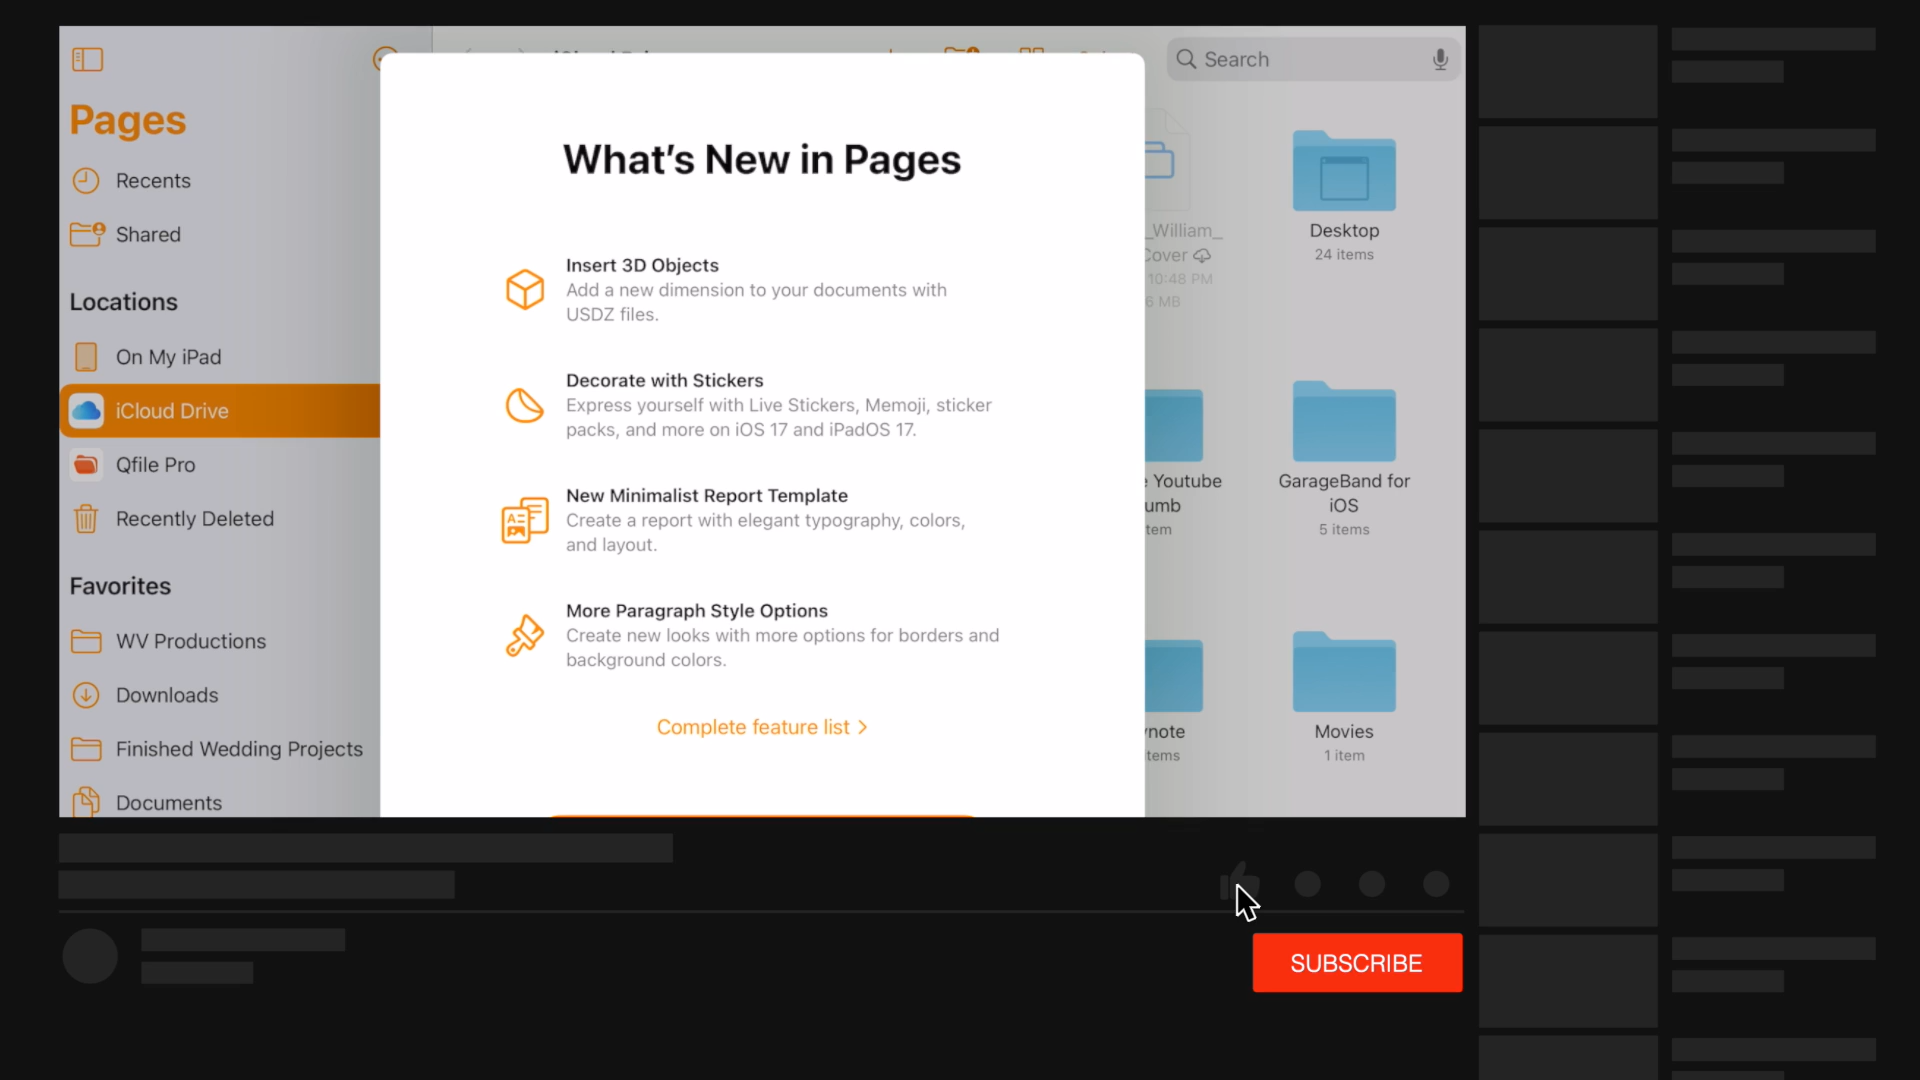 Search
Pages
Recents
Shared
Locations
On My iPad
iCloud Drive
Qfile Pro
Recently Deleted
Favorites
WV Productions
Downloads
Finished Wedding Projects
Documents
What's New in Pages
Insert 3D Objects
Add a new dimension to your documents with
USDZ files.
Decorate with Stickers
Express yourself with Live Stickers, Memoji, sticker
packs, and more on iOS 17 and iPadOS 17.
New Minimalist Report Template
Create a report with elegant typography, colors,
and layout.
More Paragraph Style Options
Create new looks with more options for borders and
background colors.
Complete feature list >
_William_
10:48 PM
6 MB
Desktop
24 items
Youtube
GarageBand for
iOS
5 items
Movies
1 item
SUBSCRIBE